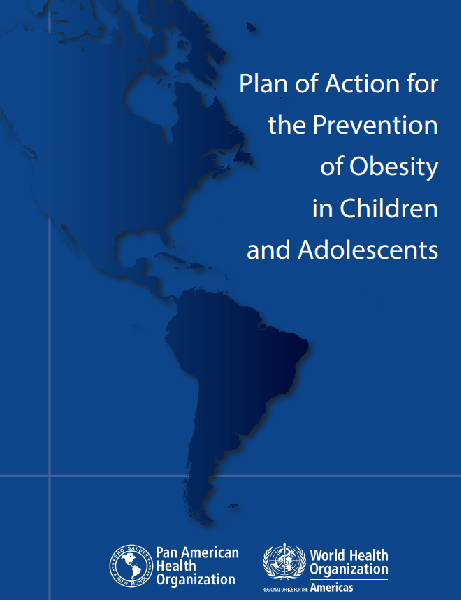 Plan of Action for
the Prevention
of Obesity
in Children
and Adolescents
Pan American
Health
Organization
World Health
Organization
REGIONAL OFFICE FOR THE Americas